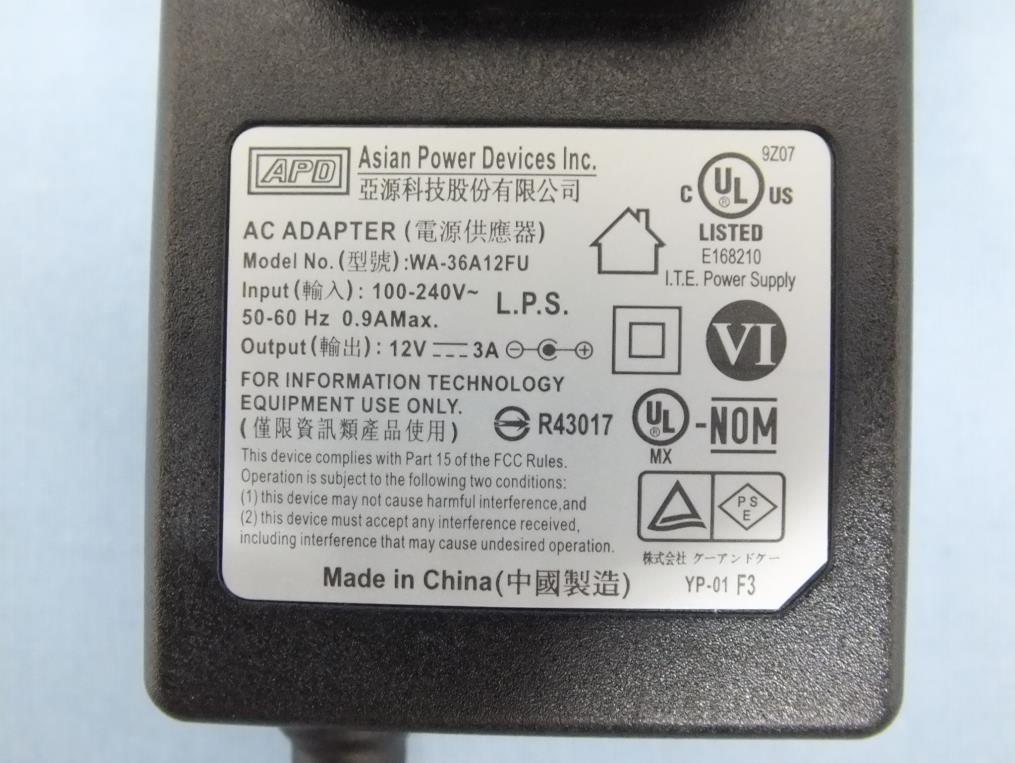 APD Asian Power Devices Inc.
亞源科技股份有限公司
9Z07
C UL ® US
LISTED
E168210
I.T.E. Power Supply
AC ADAPTER (電源供應器)
Model No. (型號) :WA-36A12FU
Input (輸入) : 100-240V~
50-60 Hz 0.9AMax.
L.P.S.
Output (輸出) : 12V 3A
VI
FOR INFORMATION TECHNOLOGY
EQUIPMENT USE ONLY.
(僅限資訊類產品使用)
R43017
UL ® MX -NOM
This device complies with Part 15 of the FCC Rules.
Operation is subject to the following two conditions:
(1) this device may not cause harmful interference,and
(2) this device must accept any interference received,
including interference that may cause undesired operation.
PS
E
株式会社 ケーアンドケー
Made in China(中國製造)
YP-01 F3